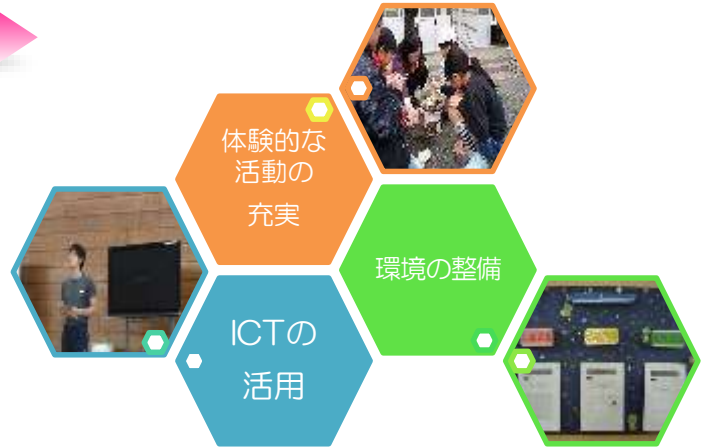 体験的な
活動の
充実
環境の整備
ICTの
活用